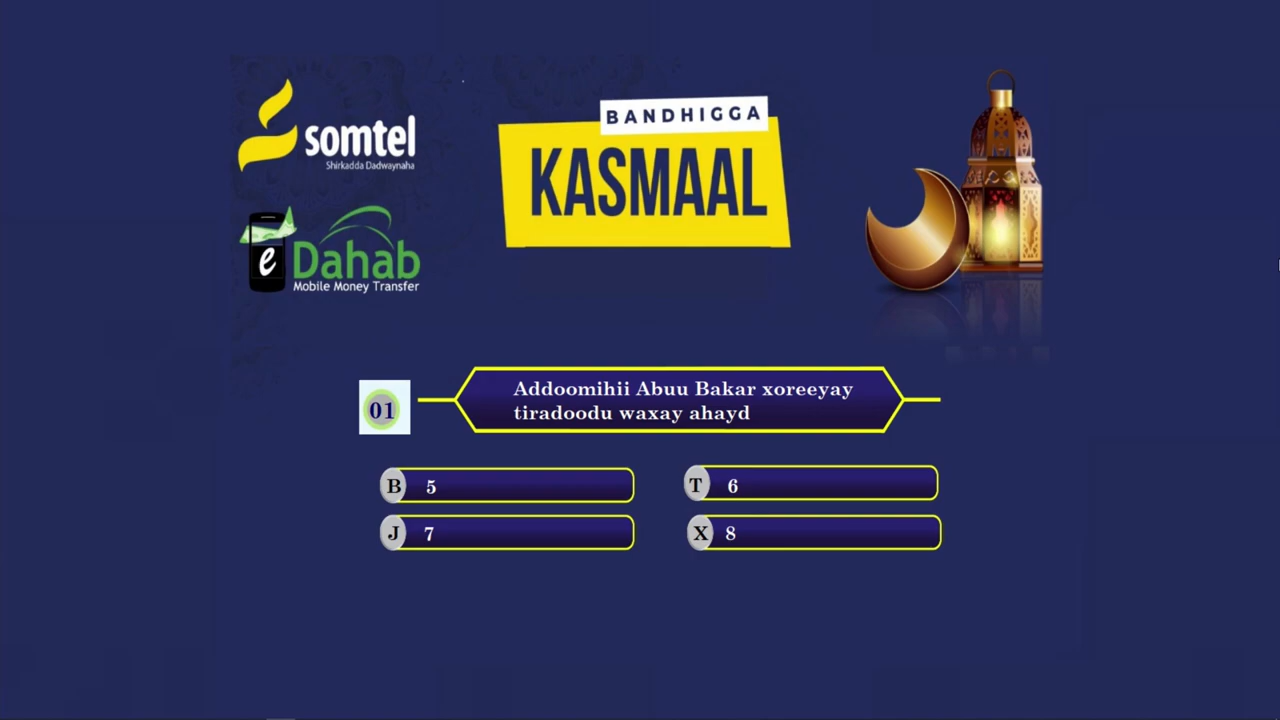 somtel
Shirkadda Dadwaynaha
eDahab
Mobile Money Transfer
BANDHIGGA
KASMAAL
01
Addoomihii Abuu Bakar xoreeyay
tiradoodu waxay ahayd
B 5
T 6
J 7
X 8